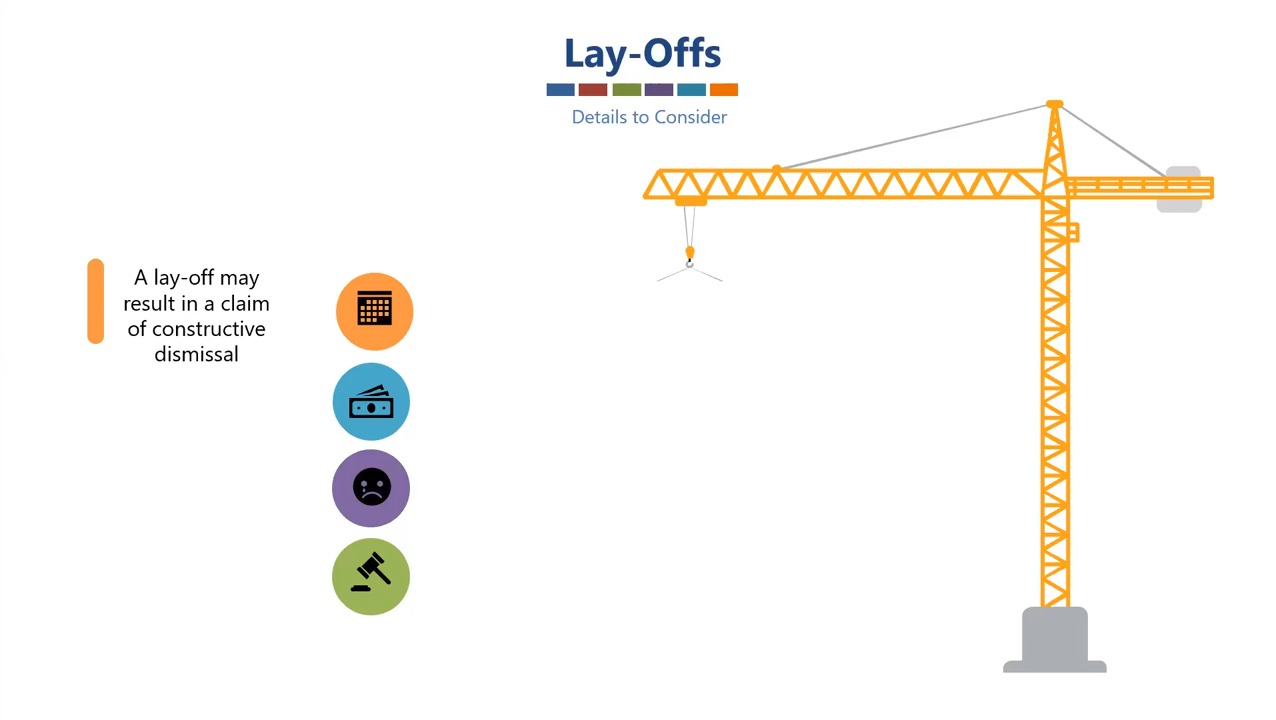 Lay-Offs
Details to Consider
A lay-off may
result in a claim
of constructive
dismissal